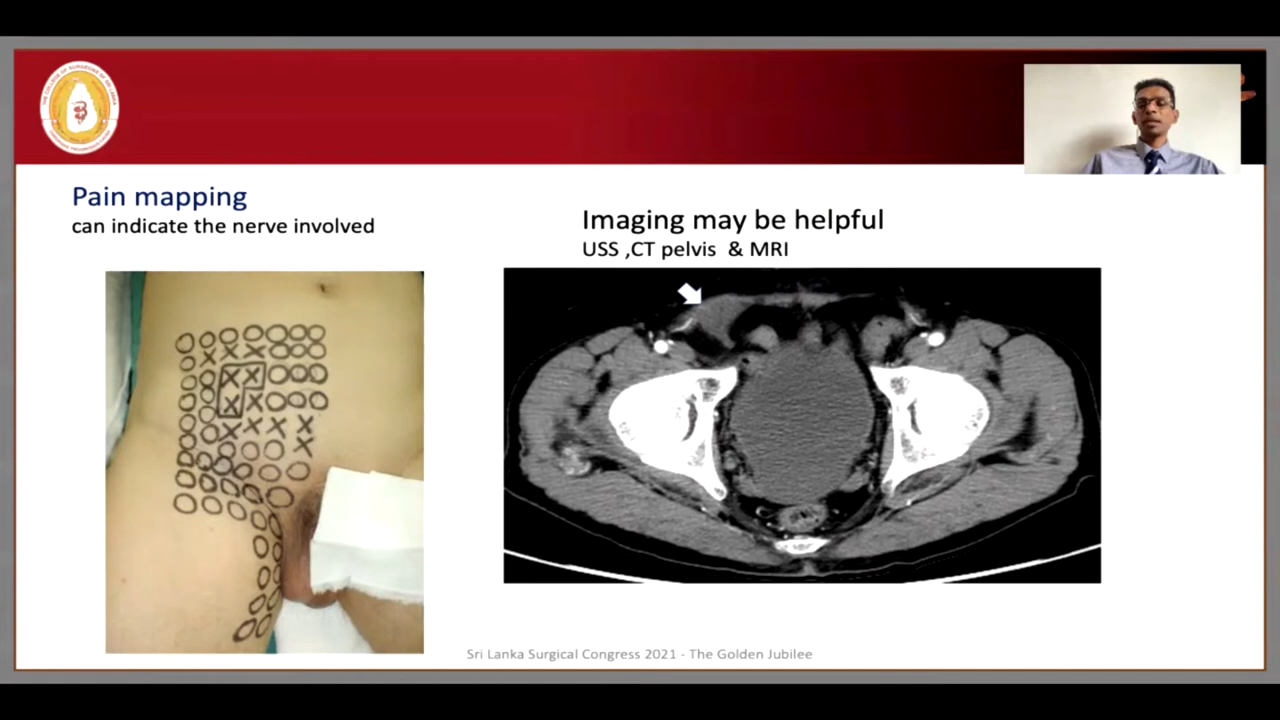 Pain mapping
can indicate the nerve involved
Imaging may be helpful
USS ,CT pelvis  & MRI
Sri Lanka Surgical Congress 2021 - The Golden Jubilee